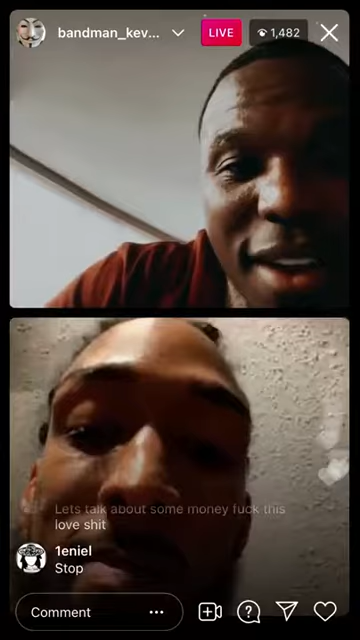 bandman_kev...
LIVE
1,482
Lets talk about some money fuck this
love shit
1eniel
Stop
Comment